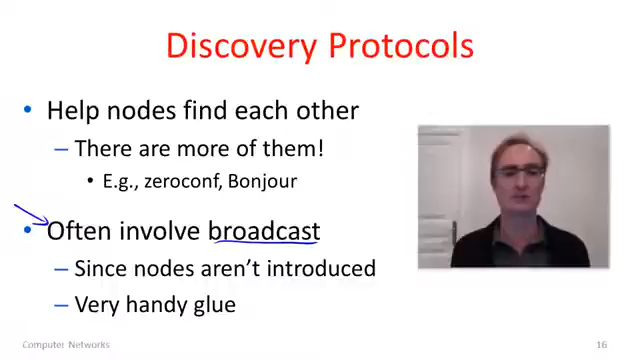 Discovery Protocols
• Help nodes find each other
– There are more of them!
• E.g., zeroconf, Bonjour
• Often involve broadcast
– Since nodes aren't introduced
– Very handy glue
Computer Networks
16